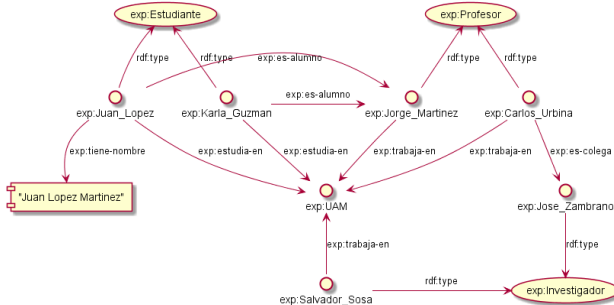 exp:Estudiante
exp:Profesor
rdf:type
rdf:type
exp:es-alumno
rdf:type
rdf:type
exp:es-alumno
exp:Juan_Lopez
exp:Karla_Guzman
exp:Jorge_Martinez
exp:Carlos_Urbina
exp:tiene-nombre
exp:estudia-en
exp:estudia-en
exp:trabaja-en
exp:trabaja-en
exp:es-colega
"Juan Lopez Martinez"
exp:UAM
exp:Jose_Zambrano
exp:trabaja-en
rdf:type
rdf:type
exp:Salvador_Sosa
exp:Investigador